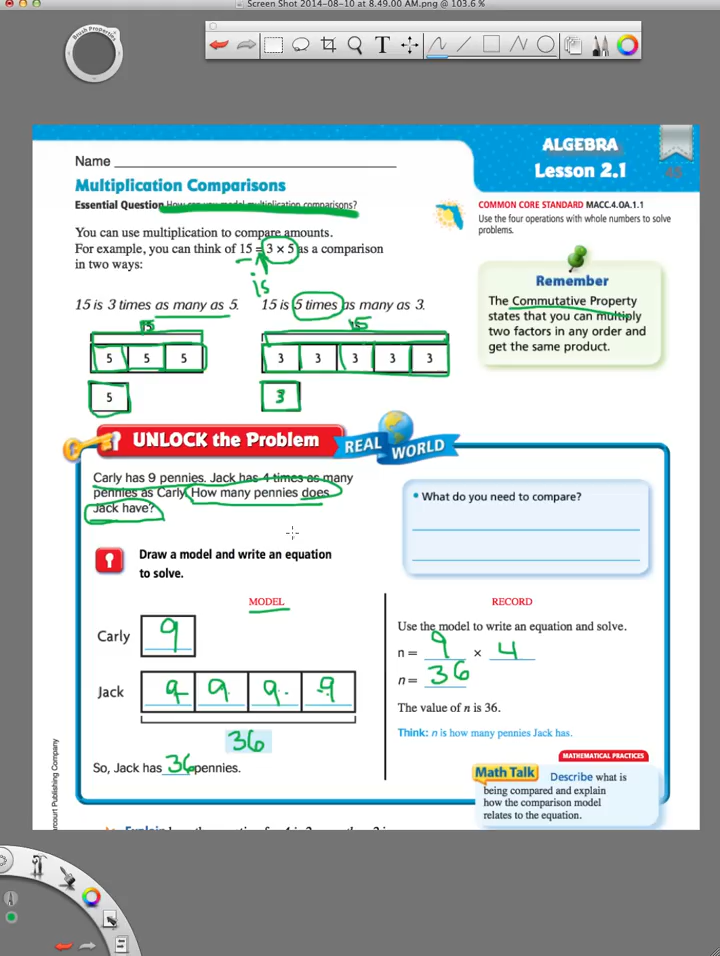 Screen Shot 2014-08-10 at 8.49.00 AM.png @ 103.6 %
Brush Properties
T
ALGEBRA
Lesson 2.1
Name
Multiplication Comparisons
Essential Question How can you model multiplication comparisons?
COMMON CORE STANDARD MACC.4.OA.1.1
Use the four operations with whole numbers to solve
problems.
You can use multiplication to compare amounts.
For example, you can think of 15 = 3 × 5 as a comparison
in two ways:
is
Remember
The Commutative Property
states that you can multiply
two factors in any order and
get the same product.
15 is 3 times as many as 5. 15 is 5 times as many as 3.
15 15
5 5 5 3 3 3 3 3
5 3
UNLOCK the Problem REAL WORLD
Carly has 9 pennies. Jack has 4 times as many
pennies as Carly. How many pennies does
Jack have?
• What do you need to compare?
Draw a model and write an equation
to solve.
MODEL
Carly 9
Jack 9 9 9 9
36
So, Jack has 36 pennies.
RECORD
Use the model to write an equation and solve.
n = 9 × 4
n = 36
The value of n is 36.
Think: n is how many pennies Jack has.
MATHEMATICAL PRACTICES
Math Talk Describe what is
being compared and explain
how the comparison model
relates to the equation.
arcourt Publishing Company